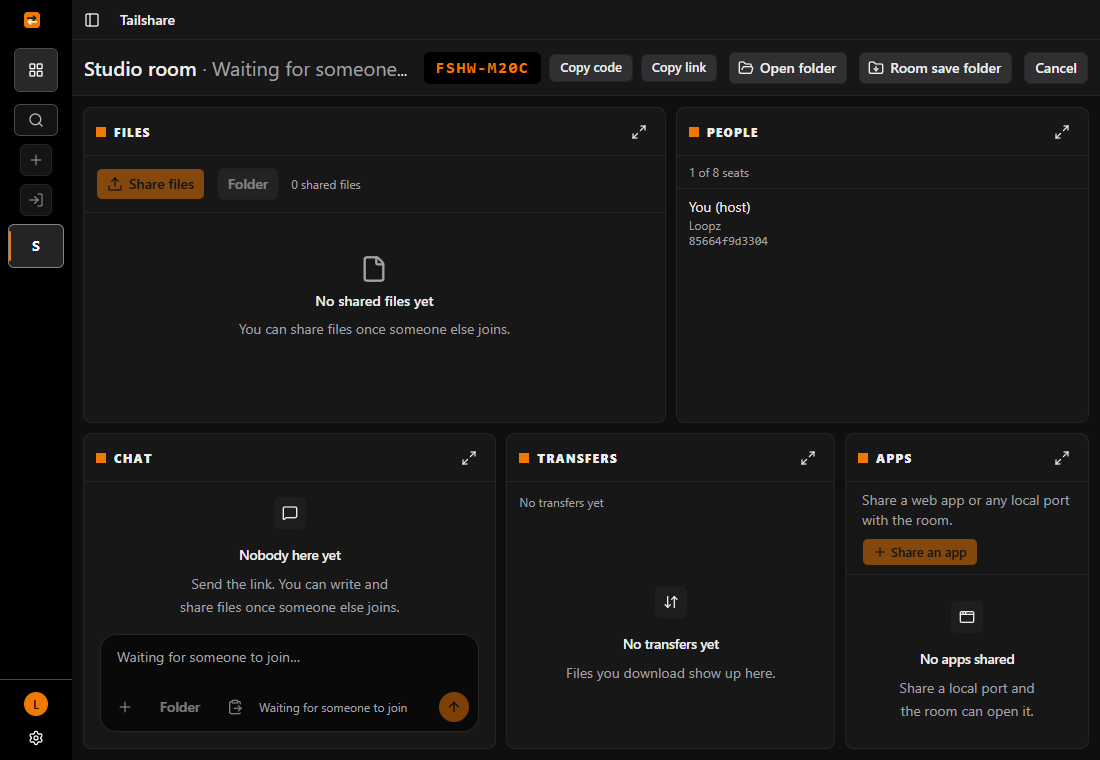 Tailshare
Studio room · Waiting for someone...
FSHW-M20C
Copy code
Copy link
Open folder
Room save folder
Cancel
S
L
FILES
Share files
Folder
0 shared files
No shared files yet
You can share files once someone else joins.
PEOPLE
1 of 8 seats
You (host)
Loopz
85664f9d3304
CHAT
Nobody here yet
Send the link. You can write and
share files once someone else joins.
Waiting for someone to join...
Folder
Waiting for someone to join
TRANSFERS
No transfers yet
No transfers yet
Files you download show up here.
APPS
Share a web app or any local port
with the room.
Share an app
No apps shared
Share a local port and
the room can open it.